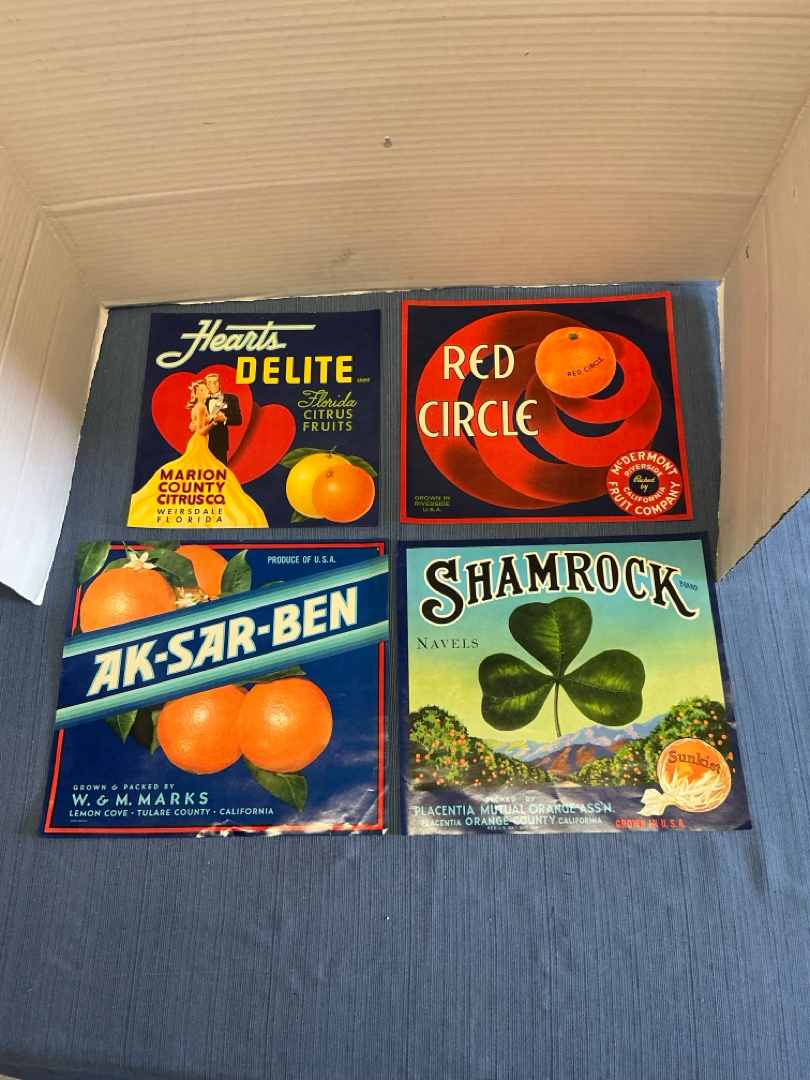 Hearts
DELITE
BRAND
Florida
CITRUS
FRUITS
MARION
COUNTY
CITRUS CO.
WEIRSDALE
FLORIDA
RED
CIRCLE
RED CIRCLE
GROWN IN
RIVERSIDE
U.S.A.
McDERMONT
FRUIT COMPANY
RIVERSIDE
Packed
by
CALIFORNIA
PRODUCE OF U.S.A.
AK-SAR-BEN
GROWN & PACKED BY
W. & M. MARKS
LEMON COVE · TULARE COUNTY · CALIFORNIA
SHAMROCK
BRAND
NAVELS
Sunkist
PACKED BY
PLACENTIA MUTUAL ORANGE ASS'N.
PLACENTIA ORANGE COUNTY CALIFORNIA
GROWN IN U.S.A.